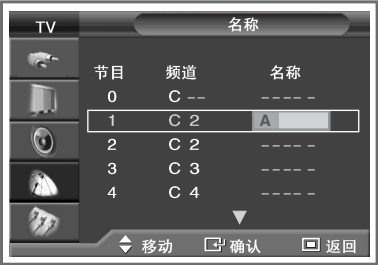 TV 名称
节目 频道 名称
0 C -- -----
1 C 2 A
2 C 2 -----
3 C 3 -----
4 C 4 -----
移动 确认 返回